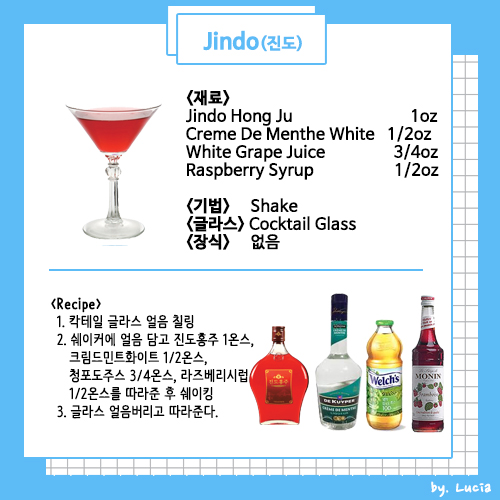 Jindo(진도)
<재료>
Jindo Hong Ju 1oz
Creme De Menthe White 1/2oz
White Grape Juice 3/4oz
Raspberry Syrup 1/2oz
<기법> Shake
<글라스> Cocktail Glass
<장식> 없음
<Recipe>
1. 칵테일 글라스 얼음 칠링
2. 쉐이커에 얼음 담고 진도홍주 1온스,
크림드민트화이트 1/2온스,
청포도주스 3/4온스, 라즈베리시럽
1/2온스를 따라준 후 쉐이킹
3. 글라스 얼음버리고 따라준다.
진도홍주
DE KUYPER
CREME DE MENTHE
Welch's
100
MONIN
by. Lucia